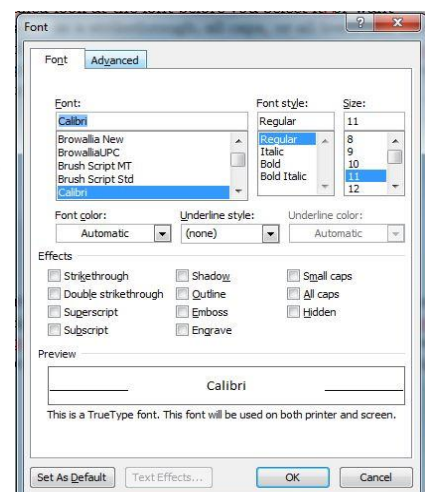 Font
Font Advanced
Font: Font style: Size:
Calibri Regular 11
Browallia New Regular 8
BrowalliaUPC Italic 9
Brush Script MT Bold 10
Brush Script Std Bold Italic 11
Calibri 12
Font color: Underline style: Underline color:
Automatic (none) Automatic
Effects
Strikethrough Shadow Small caps
Double strikethrough Outline All caps
Superscript Emboss Hidden
Subscript Engrave
Preview
Calibri
This is a TrueType font. This font will be used on both printer and screen.
Set As Default Text Effects... OK Cancel